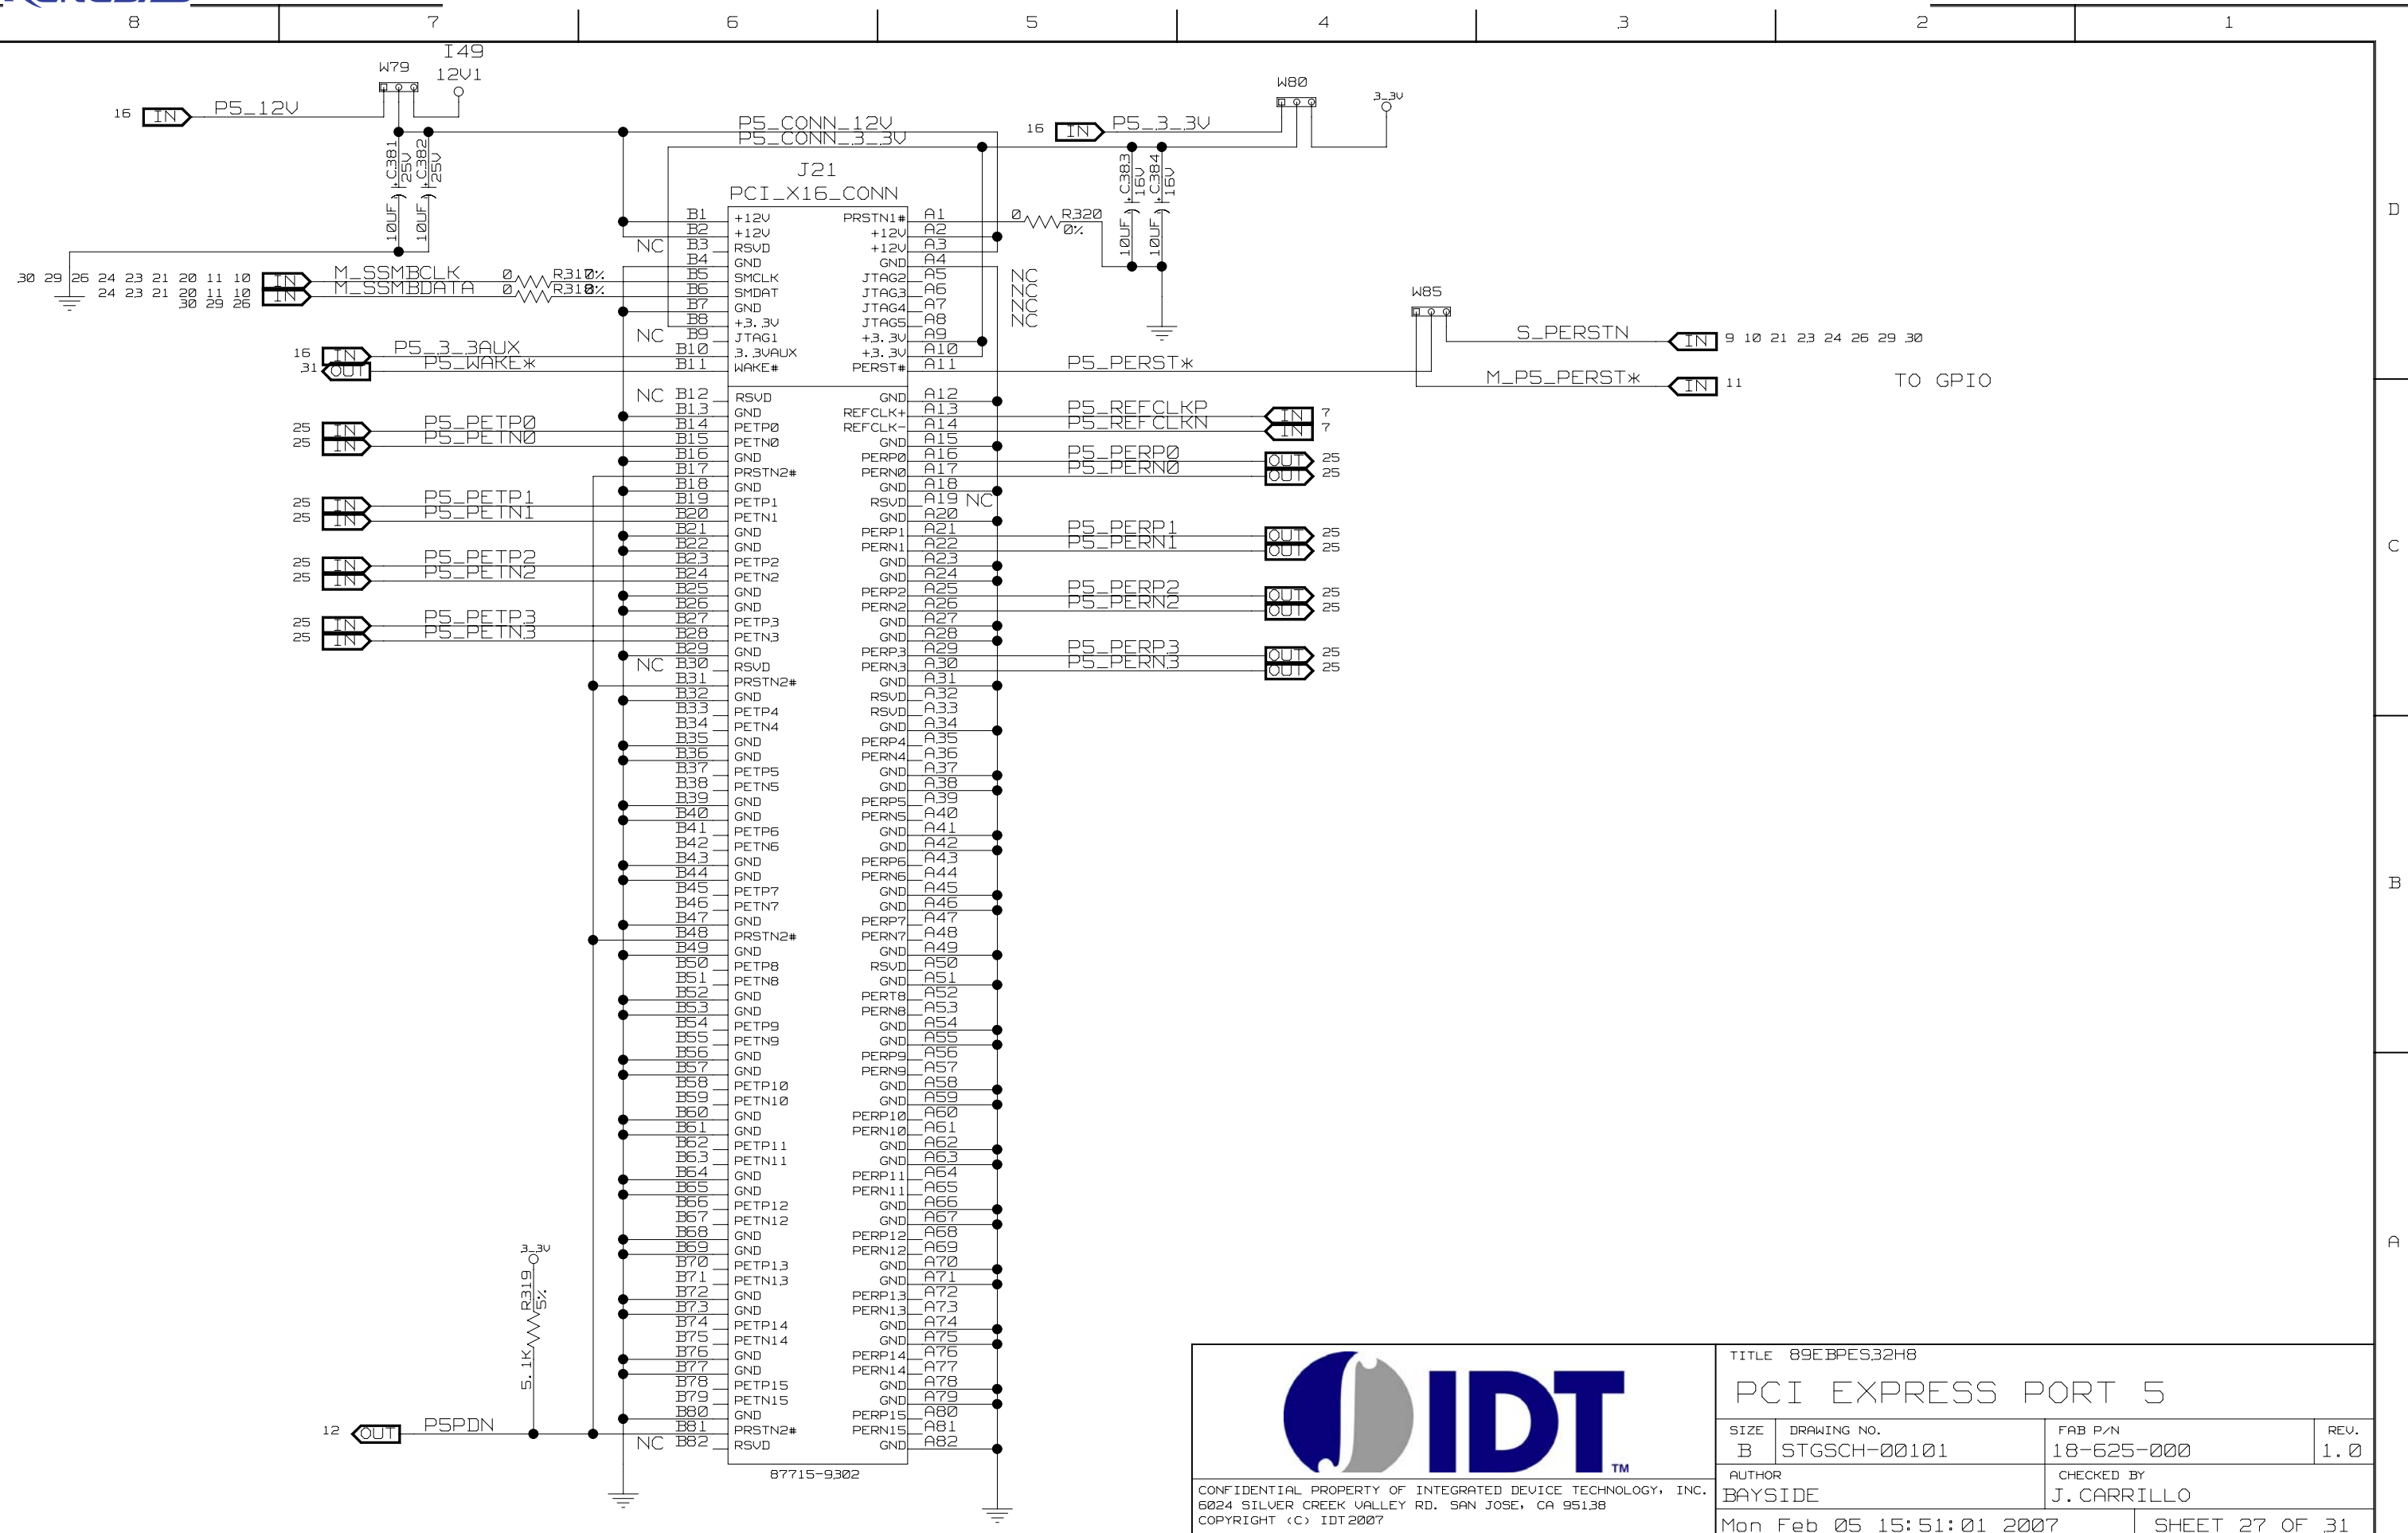 8 7 6 5 4 3 2 1
I49
W79 12V1
16 IN P5_12V
W80 3_3V
P5_CONN_12V
P5_CONN_3_3V
16 IN P5_3_3V
C381 25V 10UF
C382 25V 10UF
C383 16V 10UF
C384 16V 10UF
D
J21
PCI_X16_CONN
B1 +12V PRSTN1# A1 0 R320 0%
B2 +12V +12V A2
NC B3 RSVD +12V A3
B4 GND GND A4
30 29 26 24 23 21 20 11 10 IN M_SSMBCLK 0 R317 0% B5 SMCLK JTAG2 A5 NC
24 23 21 20 11 10 IN M_SSMBDATA 0 R318 0% B6 SMDAT JTAG3 A6 NC
30 29 26
B7 GND JTAG4 A7 NC
B8 +3.3V JTAG5 A8 NC
NC B9 JTAG1 +3.3V A9
16 IN P5_3_3AUX B10 3.3VAUX +3.3V A10
31 OUT P5_WAKE* B11 WAKE# PERST# A11 P5_PERST*
W85
S_PERSTN IN 9 10 21 23 24 26 29 30
M_P5_PERST* IN 11 TO GPIO
NC B12 RSVD GND A12
B13 GND REFCLK+ A13 P5_REFCLKP IN 7
25 IN P5_PETP0 B14 PETP0 REFCLK- A14 P5_REFCLKN IN 7
25 IN P5_PETN0 B15 PETN0 GND A15
B16 GND PERP0 A16 P5_PERP0 OUT 25
B17 PRSTN2# PERN0 A17 P5_PERN0 OUT 25
B18 GND GND A18
25 IN P5_PETP1 B19 PETP1 RSVD A19 NC
25 IN P5_PETN1 B20 PETN1 GND A20
B21 GND PERP1 A21 P5_PERP1 OUT 25
B22 GND PERN1 A22 P5_PERN1 OUT 25
C
25 IN P5_PETP2 B23 PETP2 GND A23
25 IN P5_PETN2 B24 PETN2 GND A24
B25 GND PERP2 A25 P5_PERP2 OUT 25
B26 GND PERN2 A26 P5_PERN2 OUT 25
25 IN P5_PETP3 B27 PETP3 GND A27
25 IN P5_PETN3 B28 PETN3 GND A28
B29 GND PERP3 A29 P5_PERP3 OUT 25
NC B30 RSVD PERN3 A30 P5_PERN3 OUT 25
B31 PRSTN2# GND A31
B32 GND RSVD A32
B33 PETP4 RSVD A33
B34 PETN4 GND A34
B35 GND PERP4 A35
B36 GND PERN4 A36
B37 PETP5 GND A37
B38 PETN5 GND A38
B39 GND PERP5 A39
B40 GND PERN5 A40
B41 PETP6 GND A41
B42 PETN6 GND A42
B43 GND PERP6 A43
B44 GND PERN6 A44
B
B45 PETP7 GND A45
B46 PETN7 GND A46
B47 GND PERP7 A47
B48 PRSTN2# PERN7 A48
B49 GND GND A49
B50 PETP8 RSVD A50
B51 PETN8 GND A51
B52 GND PERT8 A52
B53 GND PERN8 A53
B54 PETP9 GND A54
B55 PETN9 GND A55
B56 GND PERP9 A56
B57 GND PERN9 A57
B58 PETP10 GND A58
B59 PETN10 GND A59
B60 GND PERP10 A60
B61 GND PERN10 A61
B62 PETP11 GND A62
B63 PETN11 GND A63
B64 GND PERP11 A64
B65 GND PERN11 A65
B66 PETP12 GND A66
B67 PETN12 GND A67
B68 GND PERP12 A68
A
B69 GND PERN12 A69
B70 PETP13 GND A70
B71 PETN13 GND A71
B72 GND PERP13 A72
B73 GND PERN13 A73
B74 PETP14 GND A74
B75 PETN14 GND A75
B76 GND PERP14 A76
B77 GND PERN14 A77
B78 PETP15 GND A78
B79 PETN15 GND A79
B80 GND PERP15 A80
B81 PRSTN2# PERN15 A81
NC B82 RSVD GND A82
3_3V
5.1K R319 5%
12 OUT P5PDN
87715-9302
IDT TM
CONFIDENTIAL PROPERTY OF INTEGRATED DEVICE TECHNOLOGY, INC.
6024 SILVER CREEK VALLEY RD. SAN JOSE, CA 95138
COPYRIGHT (C) IDT 2007
TITLE 89EBPES32H8
PCI EXPRESS PORT 5
SIZE DRAWING NO. FAB P/N REV.
B STGSCH-00101 18-625-000 1.0
AUTHOR CHECKED BY
BAYSIDE J.CARRILLO
Mon Feb 05 15:51:01 2007 SHEET 27 OF 31